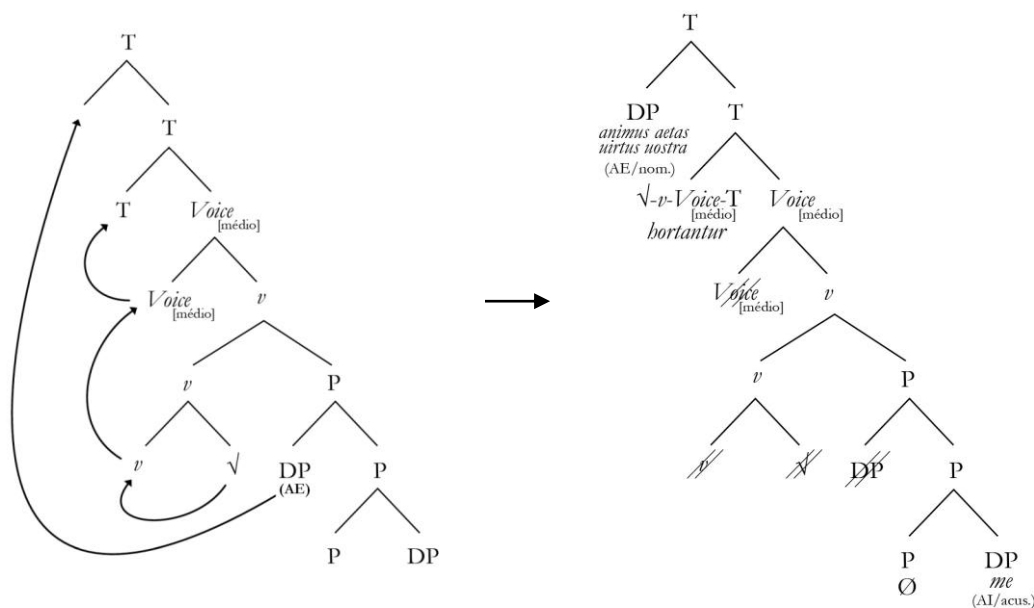 T
T
T Voice
[médio]
Voice v
[médio]
v P
v √ DP P
(AE)
P DP
T
DP T
animus aetas
uirtus uostra
(AE/nom.)
√-v-Voice-T Voice
[médio] [médio]
hortantur
Voice v
[médio]
v P
v √ DP P
P DP
Ø me
(AI/acus.)